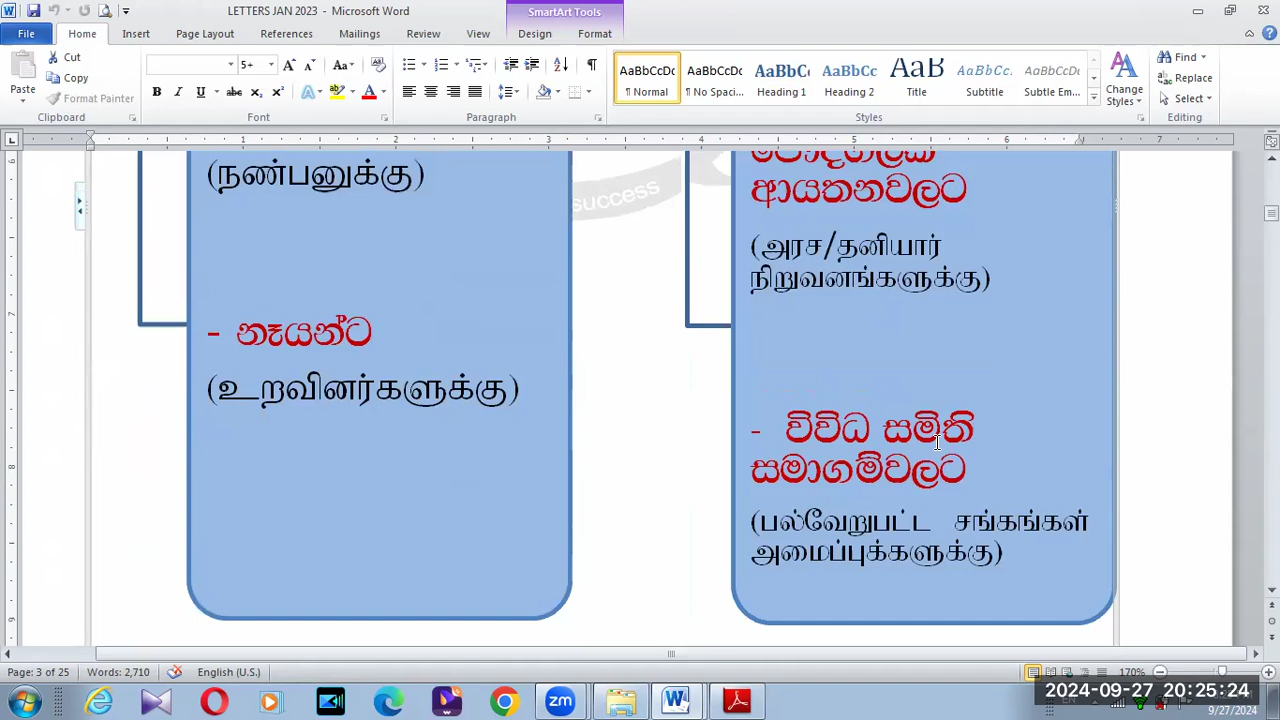 LETTERS JAN 2023 - Microsoft Word
SmartArt Tools
File Home Insert Page Layout References Mailings Review View Design Format
Paste
Cut
Copy
Format Painter
Clipboard
5+
Font
Paragraph
AaBbCcDc AaBbCcDc AaBbC AaBbCc AaB AaBbCcD AaBbCcDc
¶ Normal ¶ No Spaci... Heading 1 Heading 2 Title Subtitle Subtle Em...
Change Styles
Styles
Find
Replace
Select
Editing
(நண்பனுக்கு)
- නෑයන්ට
(உறவினர்களுக்கு)
success
ආයතනවලට
(அரச/தனியார்
நிறுவனங்களுக்கு)
- විවිධ සමිති
සමාගම්වලට
(பல்வேறுபட்ட சங்கங்கள்
அமைப்புக்களுக்கு)
Page: 3 of 25 Words: 2,710 English (U.S.) 170%
2024-09-27 20:25:24
9/27/2024